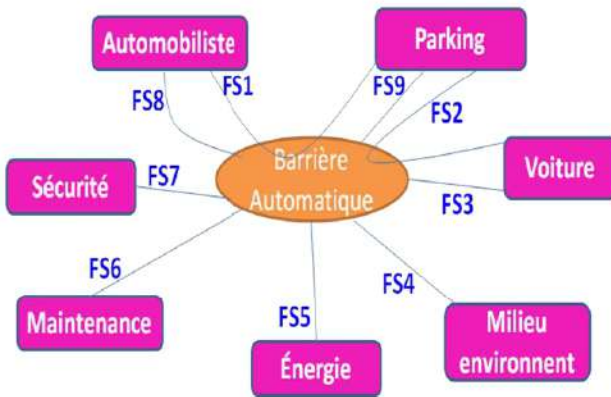 Automobiliste
Parking
FS8
FS1
FS9
FS2
Sécurité
FS7
Barrière
Automatique
Voiture
FS3
FS6
FS5
FS4
Maintenance
Énergie
Milieu
environnent